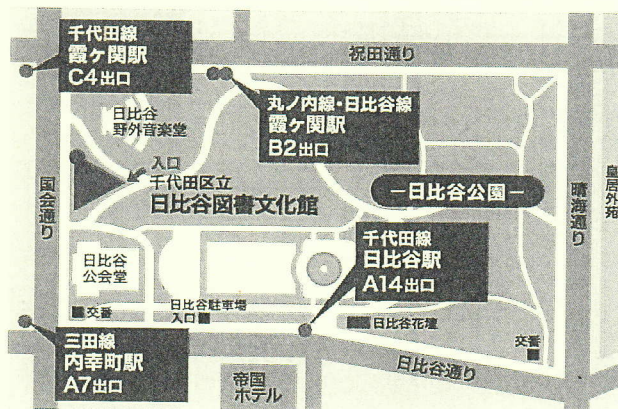 千代田線
霞ヶ関駅
C4出口
祝田通り
丸ノ内線・日比谷線
霞ヶ関駅
B2出口
日比谷
野外音楽堂
入口
千代田区立
日比谷図書文化館
国会通り
−日比谷公園−
晴海通り
皇居外苑
千代田線
日比谷駅
A14出口
日比谷
公会堂
交番
日比谷駐車場
入口
日比谷花壇
交番
三田線
内幸町駅
A7出口
日比谷通り
帝国
ホテル